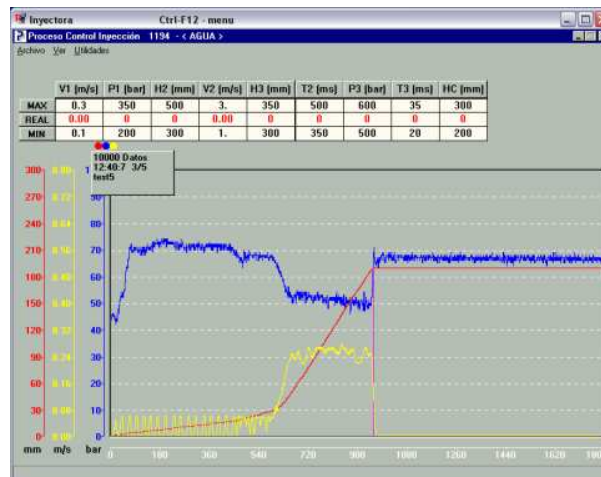 Inyectora Ctrl-F12 - menu
Proceso Control Inyección 1194 - < AGUA >
Archivo Ver Utilidades
V1 (m/s) P1 (bar) H2 (mm) V2 (m/s) H3 (mm) T2 (ms) P3 (bar) T3 (ms) HC (mm)
MAX 0.3 350 500 3. 350 500 600 35 300
REAL 0.00 0 0 0.00 0 0 0 0 0
MIN 0.1 200 300 1. 300 350 500 20 200
10000 Datos
12:40:7 3/5
test5
300
270
240 80
210 70
180 60
150 50
120 40
90 30
60 20
30 10
0 0
mm m/s bar 0 180 360 540 720 900 1080 1260 1440 1620